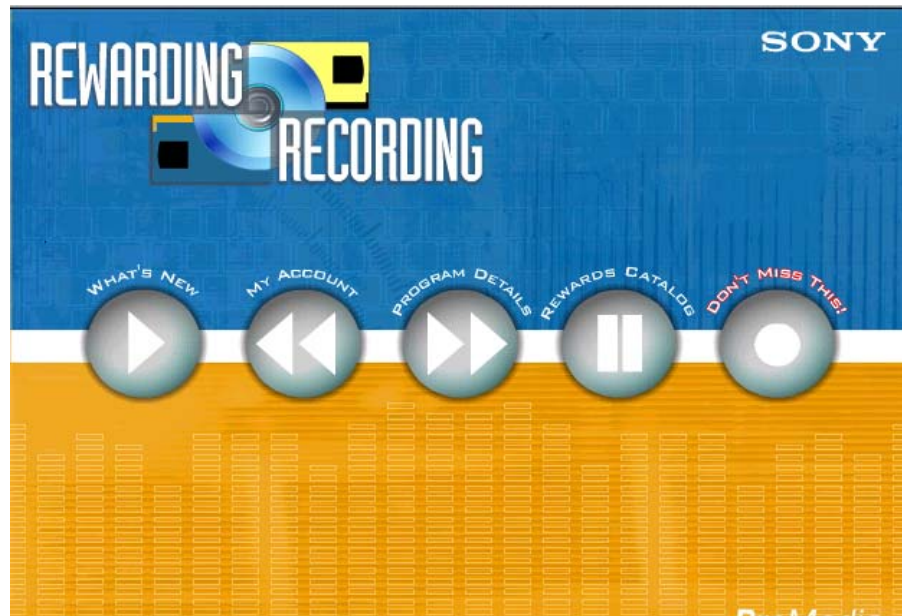 SONY
REWARDING
RECORDING
WHAT'S NEW
MY ACCOUNT
PROGRAM DETAILS
REWARDS CATALOG
DON'T MISS THIS!